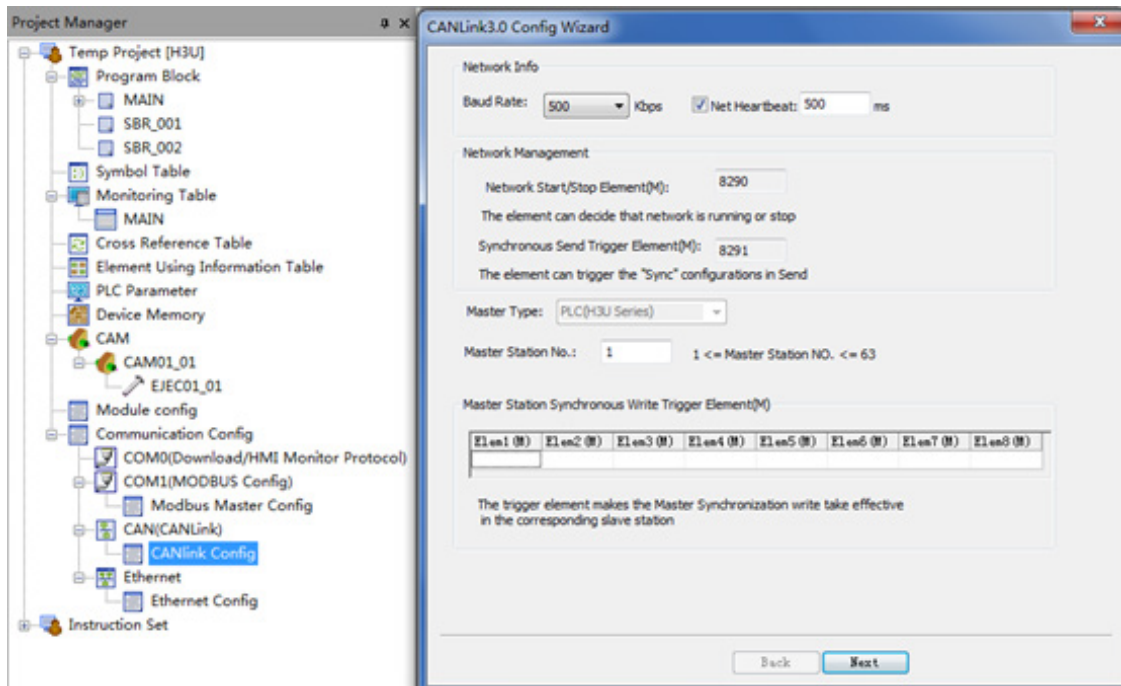 Project Manager
Temp Project [H3U]
Program Block
MAIN
SBR_001
SBR_002
Symbol Table
Monitoring Table
MAIN
Cross Reference Table
Element Using Information Table
PLC Parameter
Device Memory
CAM
CAM01_01
EJEC01_01
Module config
Communication Config
COM0(Download/HMI Monitor Protocol)
COM1(MODBUS Config)
Modbus Master Config
CAN(CANLink)
CANlink Config
Ethernet
Ethernet Config
Instruction Set
CANLink3.0 Config Wizard
Network Info
Baud Rate: 500 Kbps Net Heartbeat: 500 ms
Network Management
Network Start/Stop Element(M): 8290
The element can decide that network is running or stop
Synchronous Send Trigger Element(M): 8291
The element can trigger the "Sync" configurations in Send
Master Type: PLC(H3U Series)
Master Station No.: 1 1 <= Master Station NO. <= 63
Master Station Synchronous Write Trigger Element(M)
Elem1(M) Elem2(M) Elem3(M) Elem4(M) Elem5(M) Elem6(M) Elem7(M) Elem8(M)
The trigger element makes the Master Synchronization write take effective
in the corresponding slave station
Back Next